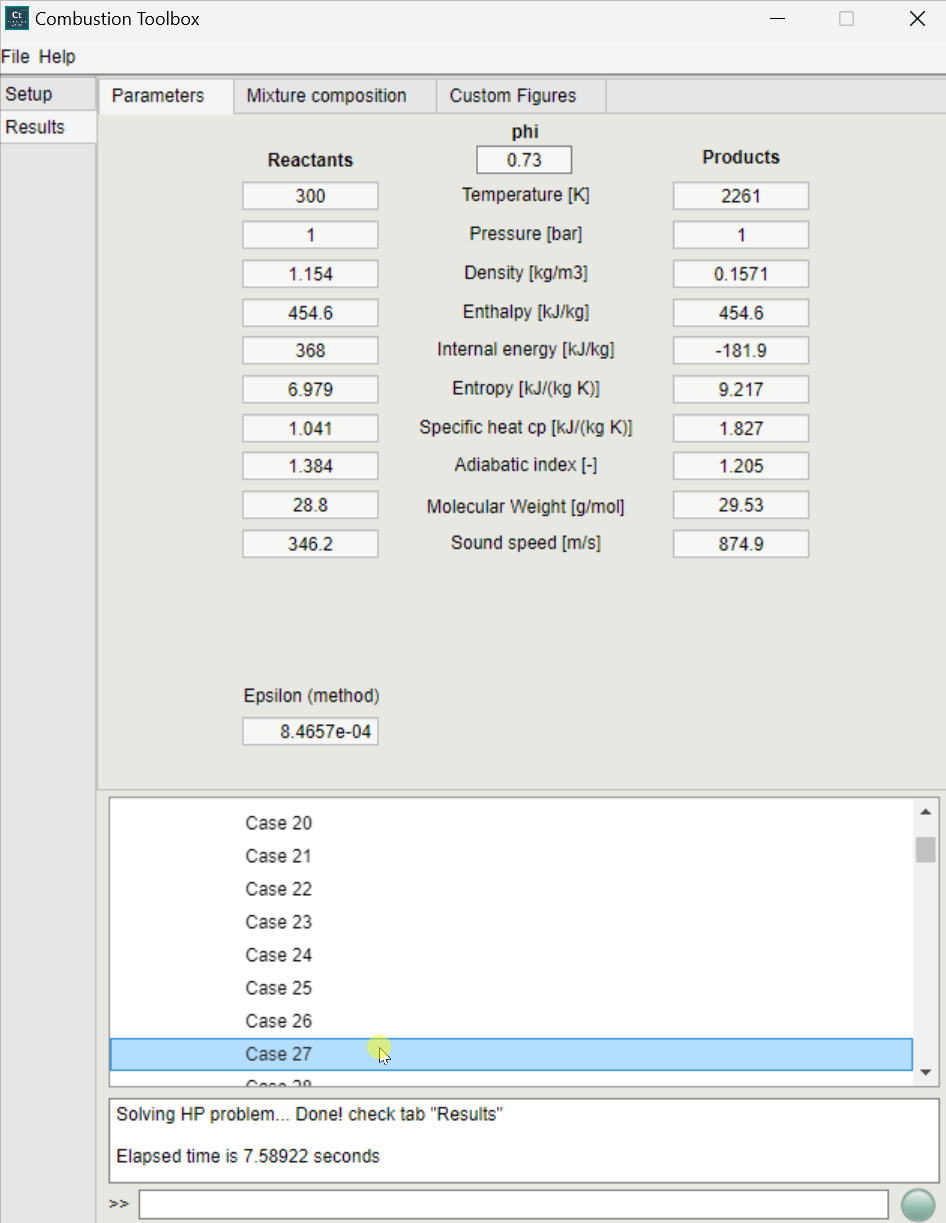 Ct Combustion Toolbox
File Help
Setup
Results
Parameters Mixture composition Custom Figures
phi
Reactants 0.73 Products
300 Temperature [K] 2261
1 Pressure [bar] 1
1.154 Density [kg/m3] 0.1571
454.6 Enthalpy [kJ/kg] 454.6
368 Internal energy [kJ/kg] -181.9
6.979 Entropy [kJ/(kg K)] 9.217
1.041 Specific heat cp [kJ/(kg K)] 1.827
1.384 Adiabatic index [-] 1.205
28.8 Molecular Weight [g/mol] 29.53
346.2 Sound speed [m/s] 874.9
Epsilon (method)
8.4657e-04
Case 20
Case 21
Case 22
Case 23
Case 24
Case 25
Case 26
Case 27
Case 28
Solving HP problem... Done! check tab "Results"
Elapsed time is 7.58922 seconds
>>